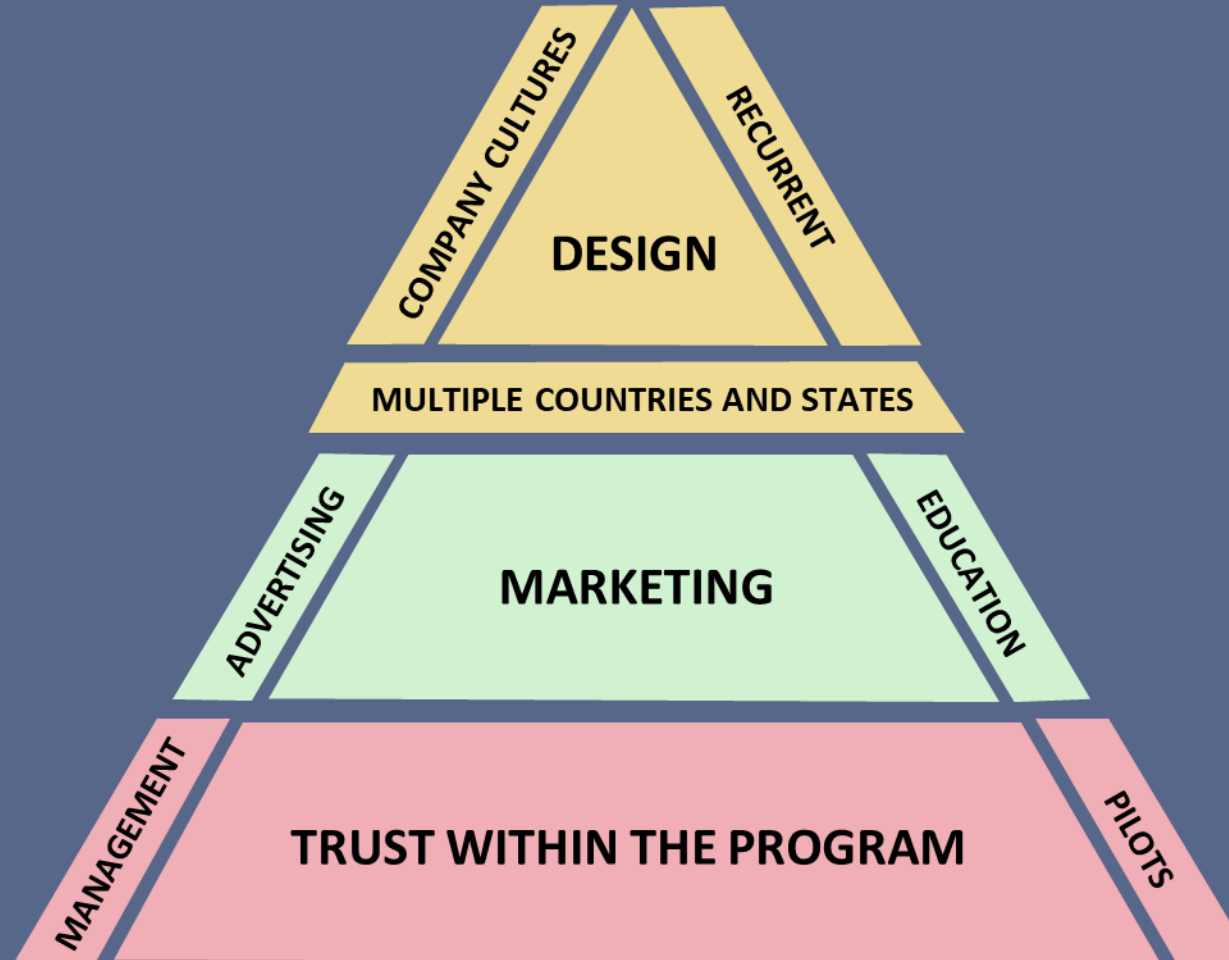 COMPANY CULTURES
DESIGN
RECURRENT
MULTIPLE COUNTRIES AND STATES
ADVERTISING
MARKETING
EDUCATION
MANAGEMENT
TRUST WITHIN THE PROGRAM
PILOTS